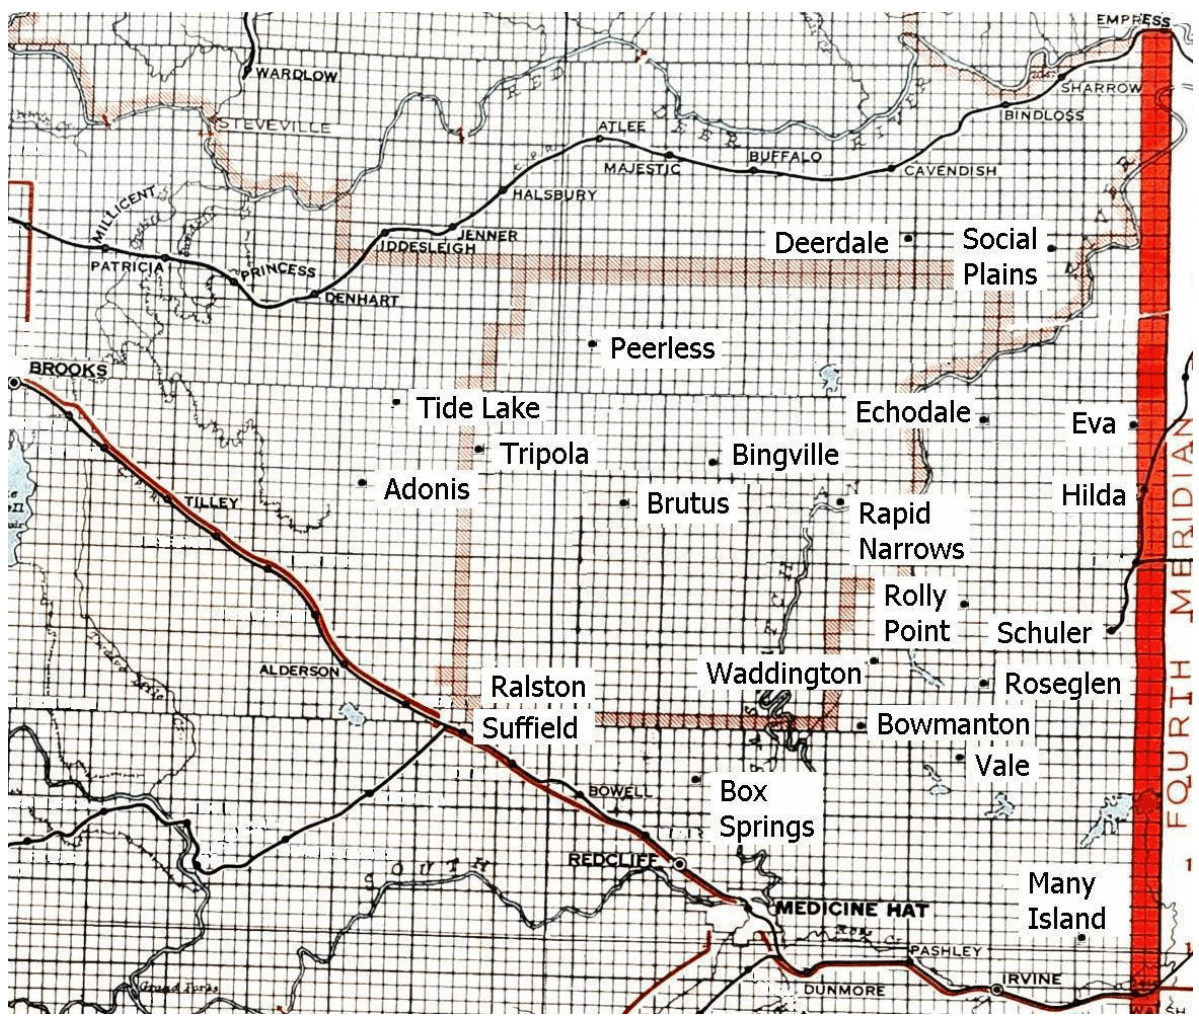 EMPRESS
WARDLOW
RED
DEER
RIVER
SHARROW
BINDLOSS
STEVEVILLE
ATLEE
MAJESTIC
BUFFALO
CAVENDISH
C.P.R.
HALSBURY
MILLICENT
JENNER
IDDESLEIGH
PATRICIA
PRINCESS
DENHART
Deerdale
Social
Plains
Peerless
BROOKS
Tide Lake
Echodale
Eva
Tripola
Bingville
Adonis
Brutus
Hilda
C.P.R.
TILLEY
Rapid
Narrows
Rolly
Point
Schuler
FOURTH MERIDIAN
ALDERSON
Ralston
Suffield
Waddington
Roseglen
Bowmanton
Vale
BOWELL
Box
Springs
REDCLIFF
SOUTH
Many
Island
MEDICINE HAT
PASHLEY
DUNMORE
IRVINE
Grand Forks